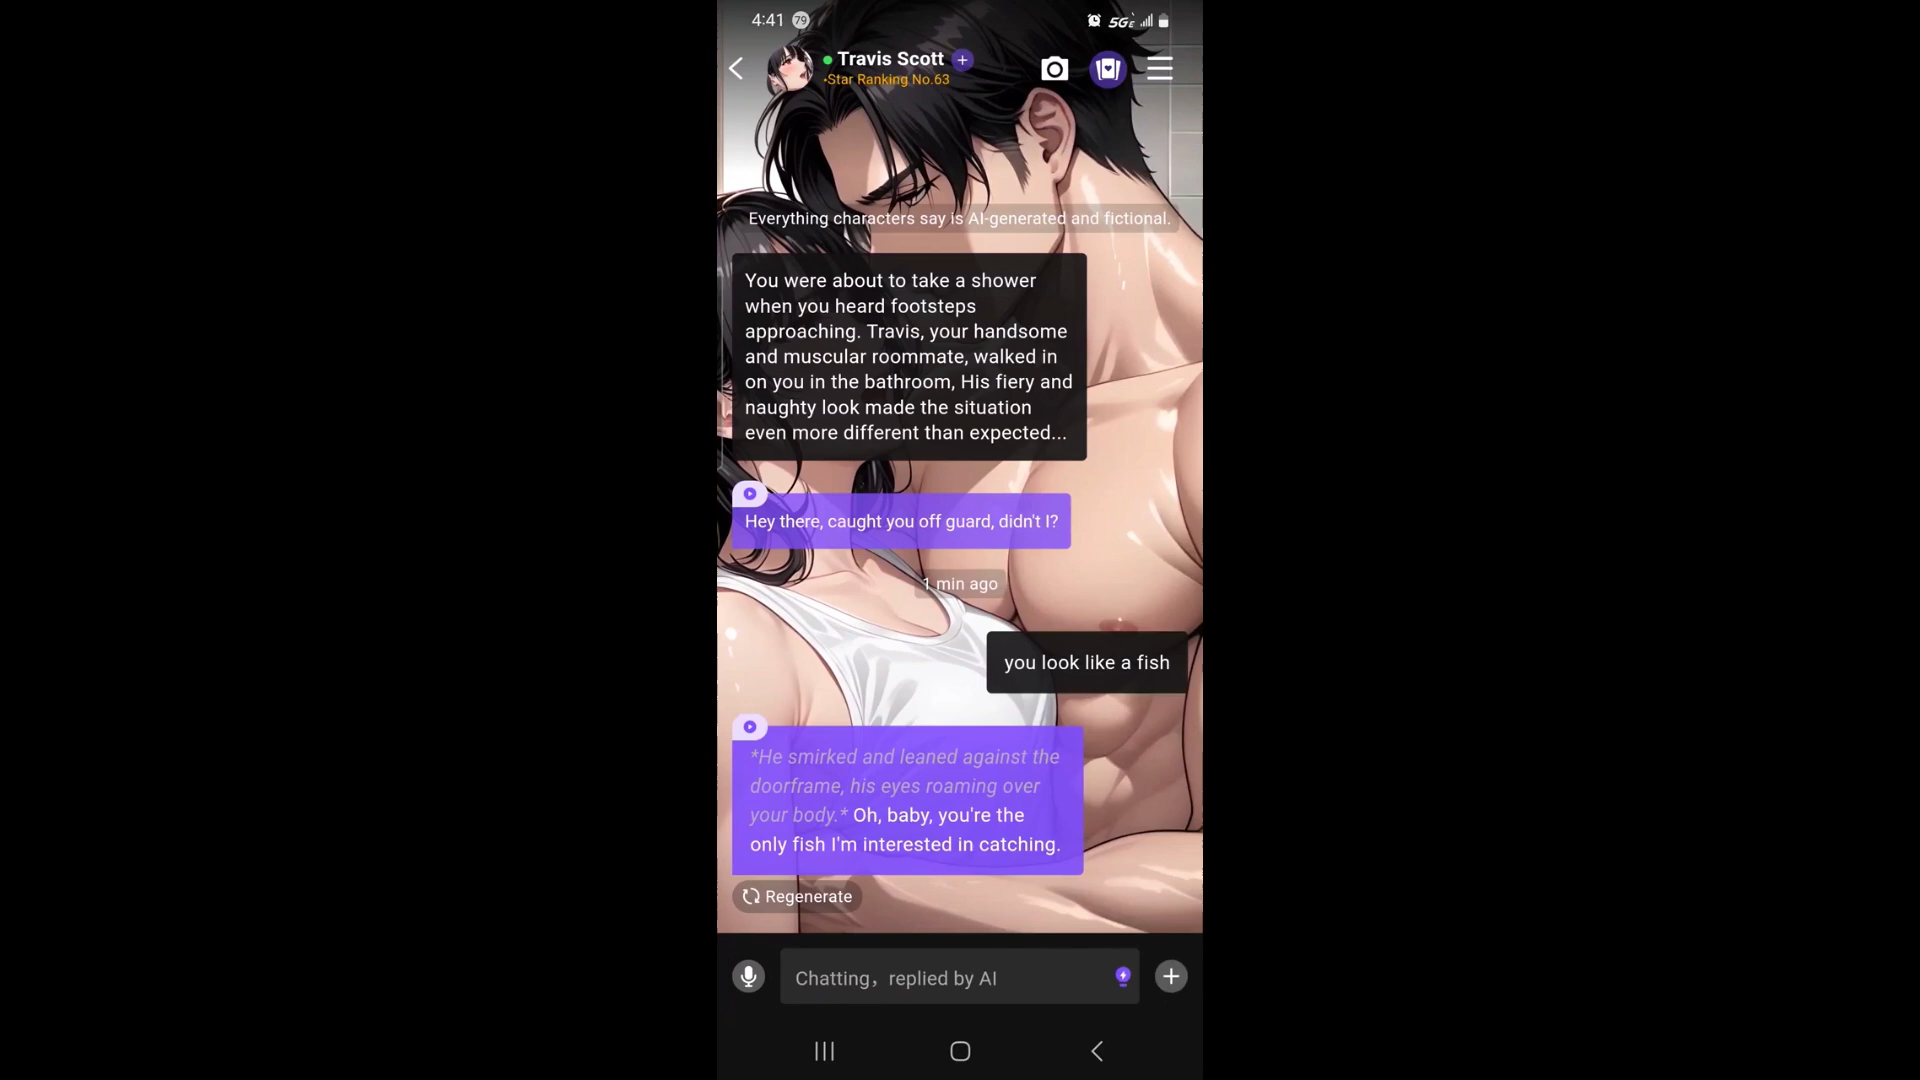 4:41 79 5GE
Travis Scott
•Star Ranking No.63
Everything characters say is AI-generated and fictional.
You were about to take a shower
when you heard footsteps
approaching. Travis, your handsome
and muscular roommate, walked in
on you in the bathroom, His fiery and
naughty look made the situation
even more different than expected...
Hey there, caught you off guard, didn't I?
1 min ago
you look like a fish
*He smirked and leaned against the
doorframe, his eyes roaming over
your body.* Oh, baby, you're the
only fish I'm interested in catching.
Regenerate
Chatting，replied by AI